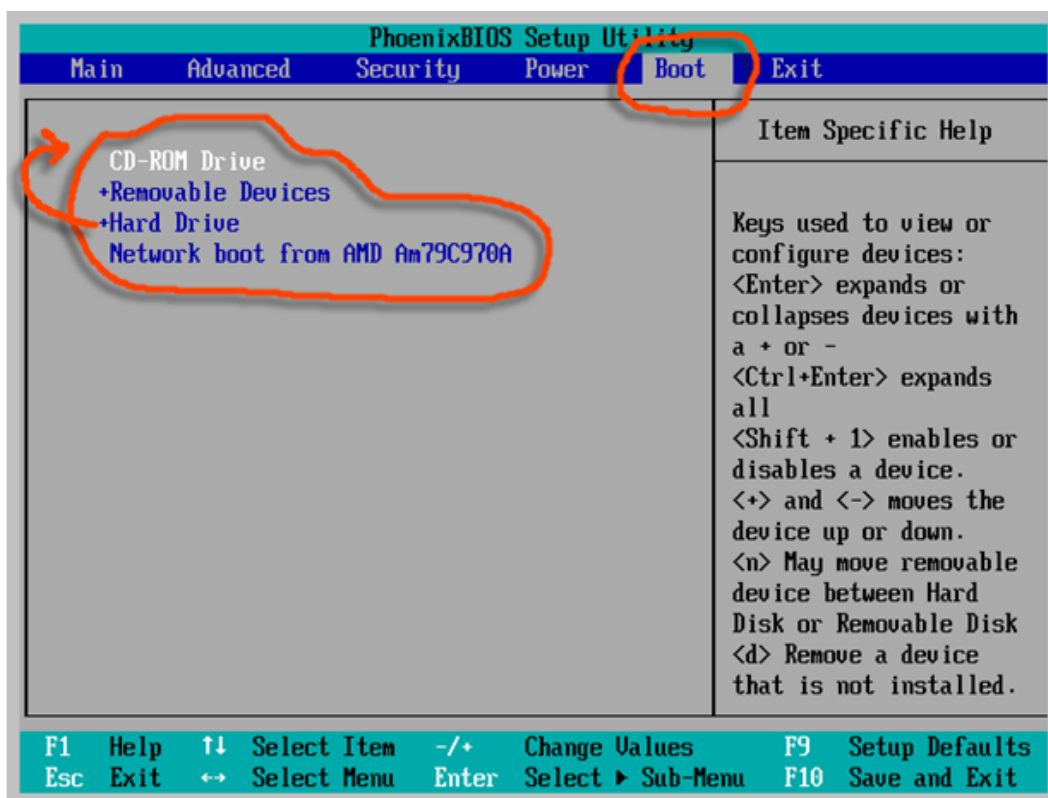 PhoenixBIOS Setup Utility
Main Advanced Security Power Boot Exit
CD-ROM Drive
+Removable Devices
+Hard Drive
Network boot from AMD Am79C970A
Item Specific Help
Keys used to view or
configure devices:
<Enter> expands or
collapses devices with
a + or -
<Ctrl+Enter> expands
all
<Shift + 1> enables or
disables a device.
<+> and <-> moves the
device up or down.
<n> May move removable
device between Hard
Disk or Removable Disk
<d> Remove a device
that is not installed.
F1 Help ↑↓ Select Item -/+ Change Values F9 Setup Defaults
Esc Exit ↔ Select Menu Enter Select ▶ Sub-Menu F10 Save and Exit